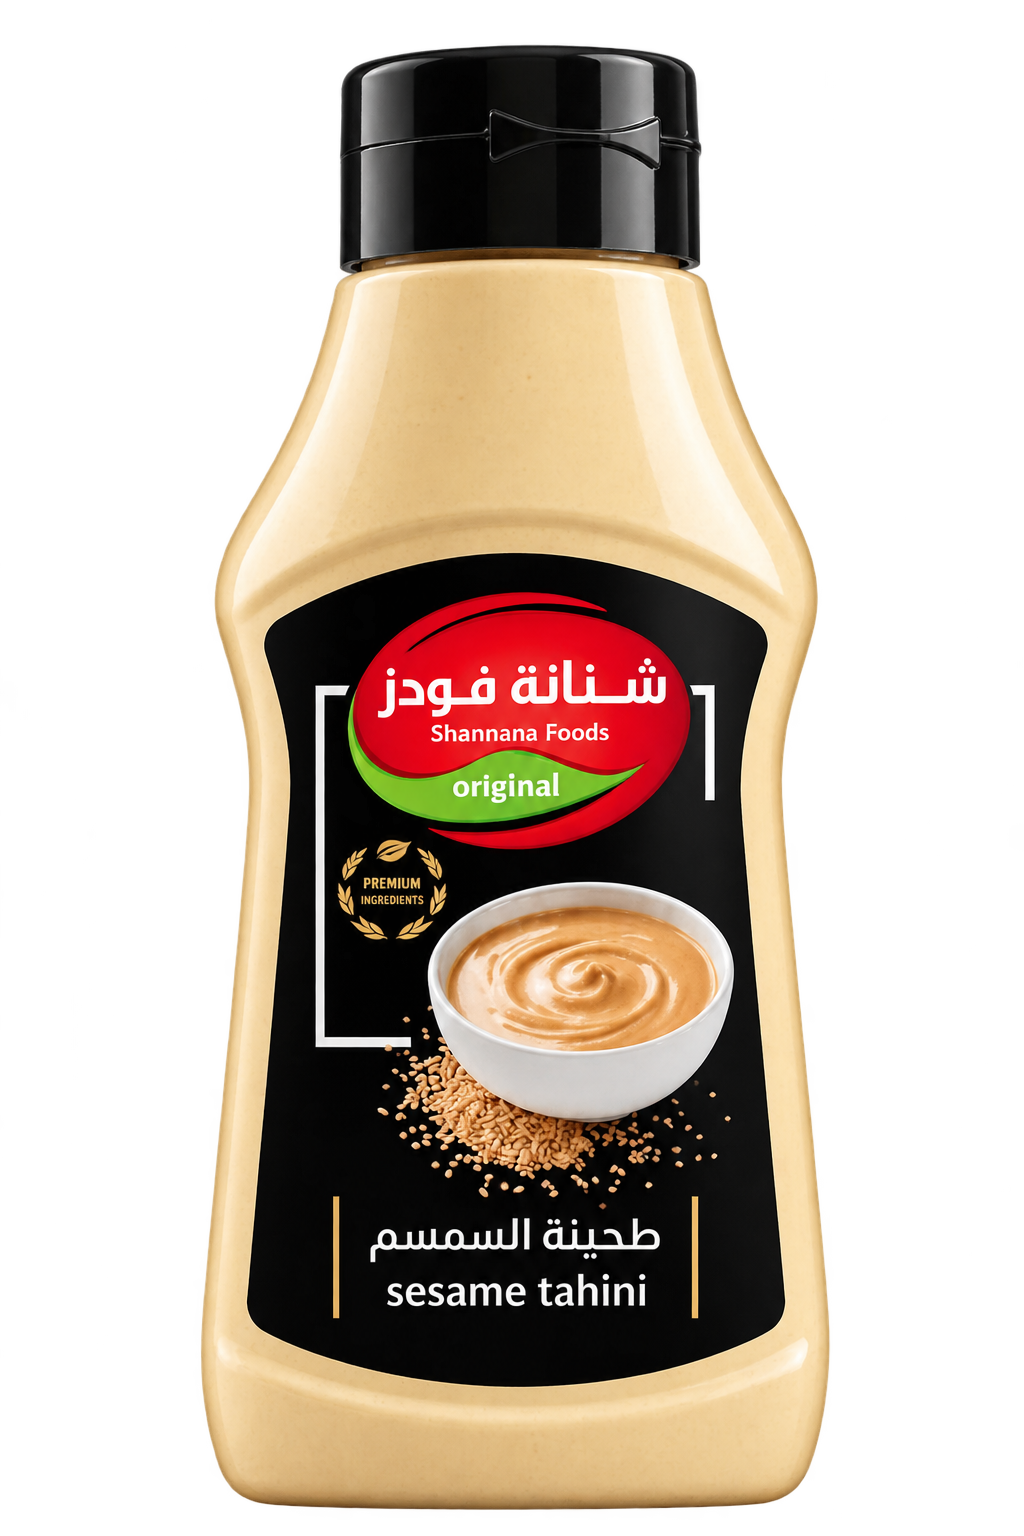 شنانة فودز
Shannana Foods
original
PREMIUM
INGREDIENTS
طحينة السمسم
sesame tahini